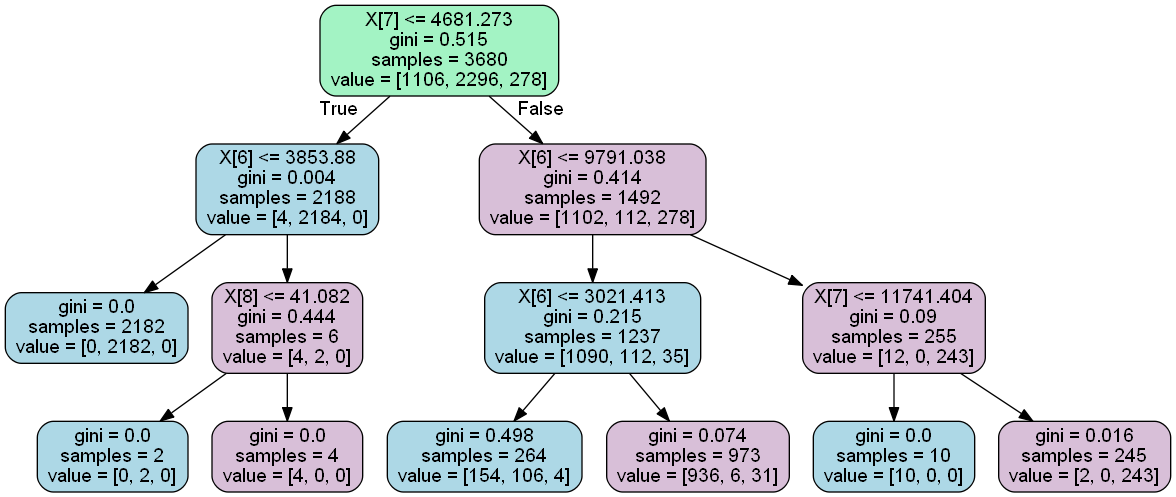 X[7] <= 4681.273
gini = 0.515
samples = 3680
value = [1106, 2296, 278]
True
False
X[6] <= 3853.88
gini = 0.004
samples = 2188
value = [4, 2184, 0]
X[6] <= 9791.038
gini = 0.414
samples = 1492
value = [1102, 112, 278]
gini = 0.0
samples = 2182
value = [0, 2182, 0]
X[8] <= 41.082
gini = 0.444
samples = 6
value = [4, 2, 0]
X[6] <= 3021.413
gini = 0.215
samples = 1237
value = [1090, 112, 35]
X[7] <= 11741.404
gini = 0.09
samples = 255
value = [12, 0, 243]
gini = 0.0
samples = 2
value = [0, 2, 0]
gini = 0.0
samples = 4
value = [4, 0, 0]
gini = 0.498
samples = 264
value = [154, 106, 4]
gini = 0.074
samples = 973
value = [936, 6, 31]
gini = 0.0
samples = 10
value = [10, 0, 0]
gini = 0.016
samples = 245
value = [2, 0, 243]